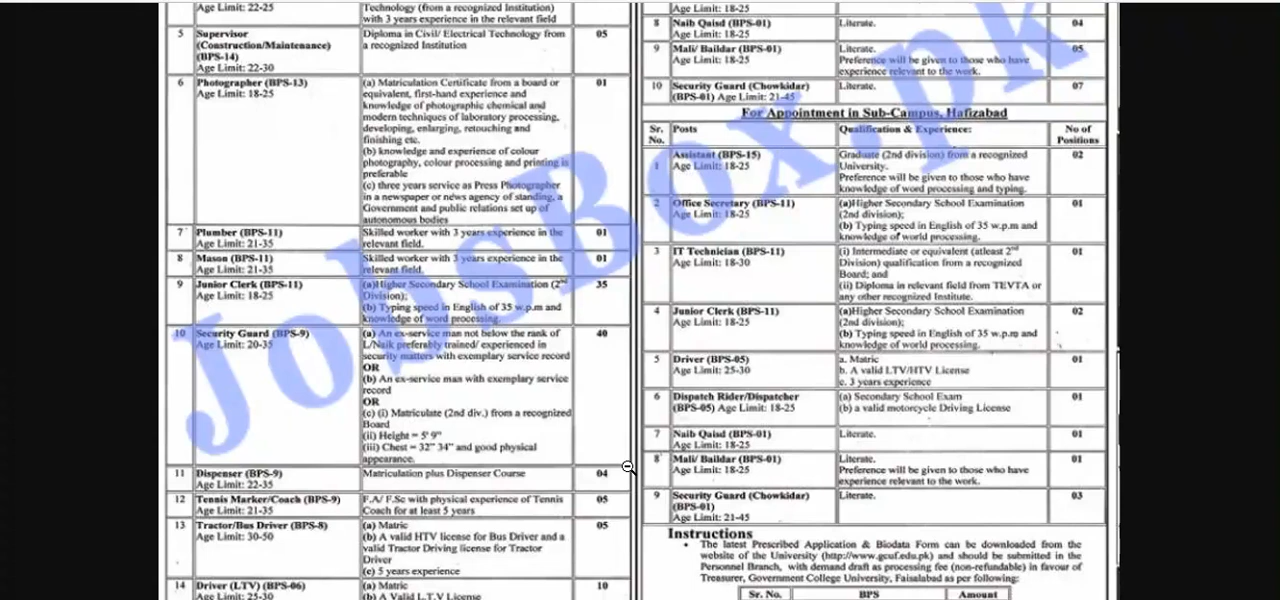 Age Limit: 22-25
Technology (from a recognized Institution)
with 3 years experience in the relevant field
5 Supervisor (Construction/Maintenance) (BPS-14) Age Limit: 22-30
Diploma in Civil/ Electrical Technology from
a recognized Institution
05
6 Photographer (BPS-13)
Age Limit: 18-25
(a) Matriculation Certificate from a board or
equivalent, first-hand experience and
knowledge of photographic chemical and
modern techniques of laboratory processing,
developing, enlarging, retouching and
finishing etc.
(b) knowledge and experience of colour
photography, colour processing and printing is
preferable
(c) three years service as Press Photographer
in a newspaper or news agency of standing, a
Government and public relations set up of
autonomous bodies
01
7 Plumber (BPS-11)
Age Limit: 21-35
Skilled worker with 3 years experience in the
relevant field.
01
8 Mason (BPS-11)
Age Limit: 21-35
Skilled worker with 3 years experience in the
relevant field.
01
9 Junior Clerk (BPS-11)
Age Limit: 18-25
(a)Higher Secondary School Examination (2nd
Division);
(b) Typing speed in English of 35 w.p.m and
knowledge of word processing.
35
10 Security Guard (BPS-9)
Age Limit: 20-35
(a) An ex-service man not below the rank of
L/Naik preferably trained/ experienced in
security matters with exemplary service record
OR
(b) An ex-service man with exemplary service
record
OR
(c) (i) Matriculate (2nd div.) from a recognized
Board
(ii) Height = 5' 9"
(iii) Chest = 32" 34" and good physical
appearance.
40
11 Dispenser (BPS-9)
Age Limit: 22-35
Matriculation plus Dispenser Course
04
12 Tennis Marker/Coach (BPS-9)
Age Limit: 21-35
F.A/ F.Sc with physical experience of Tennis
Coach for at least 5 years
05
13 Tractor/Bus Driver (BPS-8)
Age Limit: 30-50
(a) Matric
(b) A valid HTV license for Bus Driver and a
valid Tractor Driving license for Tractor
Driver
(c) 5 years experience
05
14 Driver (LTV) (BPS-06)
Age Limit: 25-30
(a) Matric
(b) A Valid L.T.V License
10
Age Limit: 18-25
8 Naib Qaisd (BPS-01)
Age Limit: 18-25
Literate.
04
9 Mali/ Baildar (BPS-01)
Age Limit: 18-25
Literate.
Preference will be given to those who have
experience relevant to the work.
05
10 Security Guard (Chowkidar)
(BPS-01) Age Limit: 21-45
Literate.
07
For Appointment in Sub-Campus, Hafizabad
Sr. No. Posts Qualification & Experience: No of Positions
1 Assistant (BPS-15)
Age Limit: 18-25
Graduate (2nd division) from a recognized
University.
Preference will be given to those who have
knowledge of word processing and typing.
02
2 Office Secretary (BPS-11)
Age Limit: 18-25
(a)Higher Secondary School Examination
(2nd division);
(b) Typing speed in English of 35 w.p.m and
knowledge of world processing.
01
3 IT Technician (BPS-11)
Age Limit: 18-30
(i) Intermediate or equivalent (atleast 2nd
Division) qualification from a recognized
Board; and
(ii) Diploma in relevant field from TEVTA or
any other recognized Institute.
01
4 Junior Clerk (BPS-11)
Age Limit: 18-25
(a)Higher Secondary School Examination
(2nd division);
(b) Typing speed in English of 35 w.p.m and
knowledge of world processing.
02
5 Driver (BPS-05)
Age Limit: 25-30
a. Matric
b. A valid LTV/HTV License
c. 3 years experience
01
6 Dispatch Rider/Dispatcher
(BPS-05) Age Limit: 18-25
(a) Secondary School Exam
(b) a valid motorcycle Driving License
01
7 Naib Qaisd (BPS-01)
Age Limit: 18-25
Literate.
01
8 Mali/ Baildar (BPS-01)
Age Limit: 18-25
Literate.
Preference will be given to those who have
experience relevant to the work.
01
9 Security Guard (Chowkidar)
(BPS-01)
Age Limit: 21-45
Literate.
03
Instructions
• The latest Prescribed Application & Biodata Form can be downloaded from the
website of the University (http://www.gcuf.edu.pk) and should be submitted in the
Personnel Branch, with demand draft as processing fee (non-refundable) in favour of
Treasurer, Government College University, Faisalabad as per following:
Sr. No. BPS Amount
JobsBox.pk